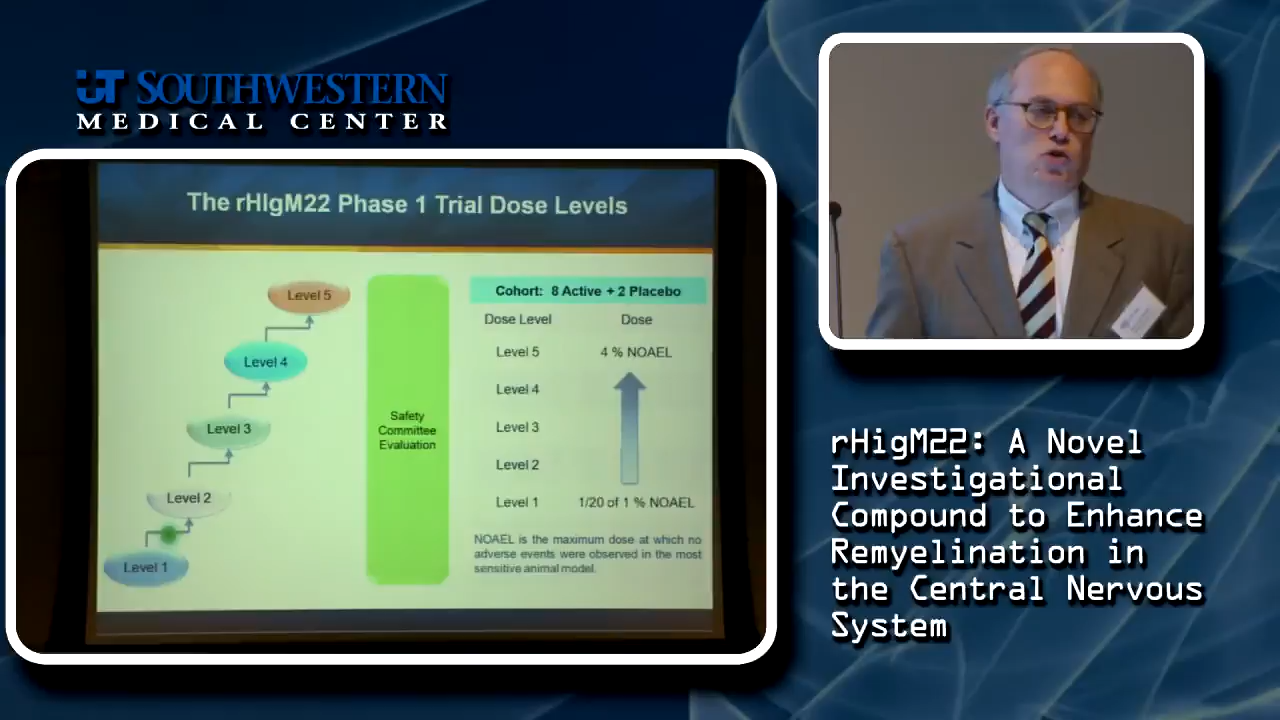 UT SOUTHWESTERN
MEDICAL CENTER
The rHIgM22 Phase 1 Trial Dose Levels
Level 5
Level 4
Level 3
Level 2
Level 1
Safety
Committee
Evaluation
Cohort: 8 Active + 2 Placebo
Dose Level Dose
Level 5 4 % NOAEL
Level 4
Level 3
Level 2
Level 1 1/20 of 1 % NOAEL
NOAEL is the maximum dose at which no
adverse events were observed in the most
sensitive animal model.
rHigM22: A Novel
Investigational
Compound to Enhance
Remyelination in
the Central Nervous
System